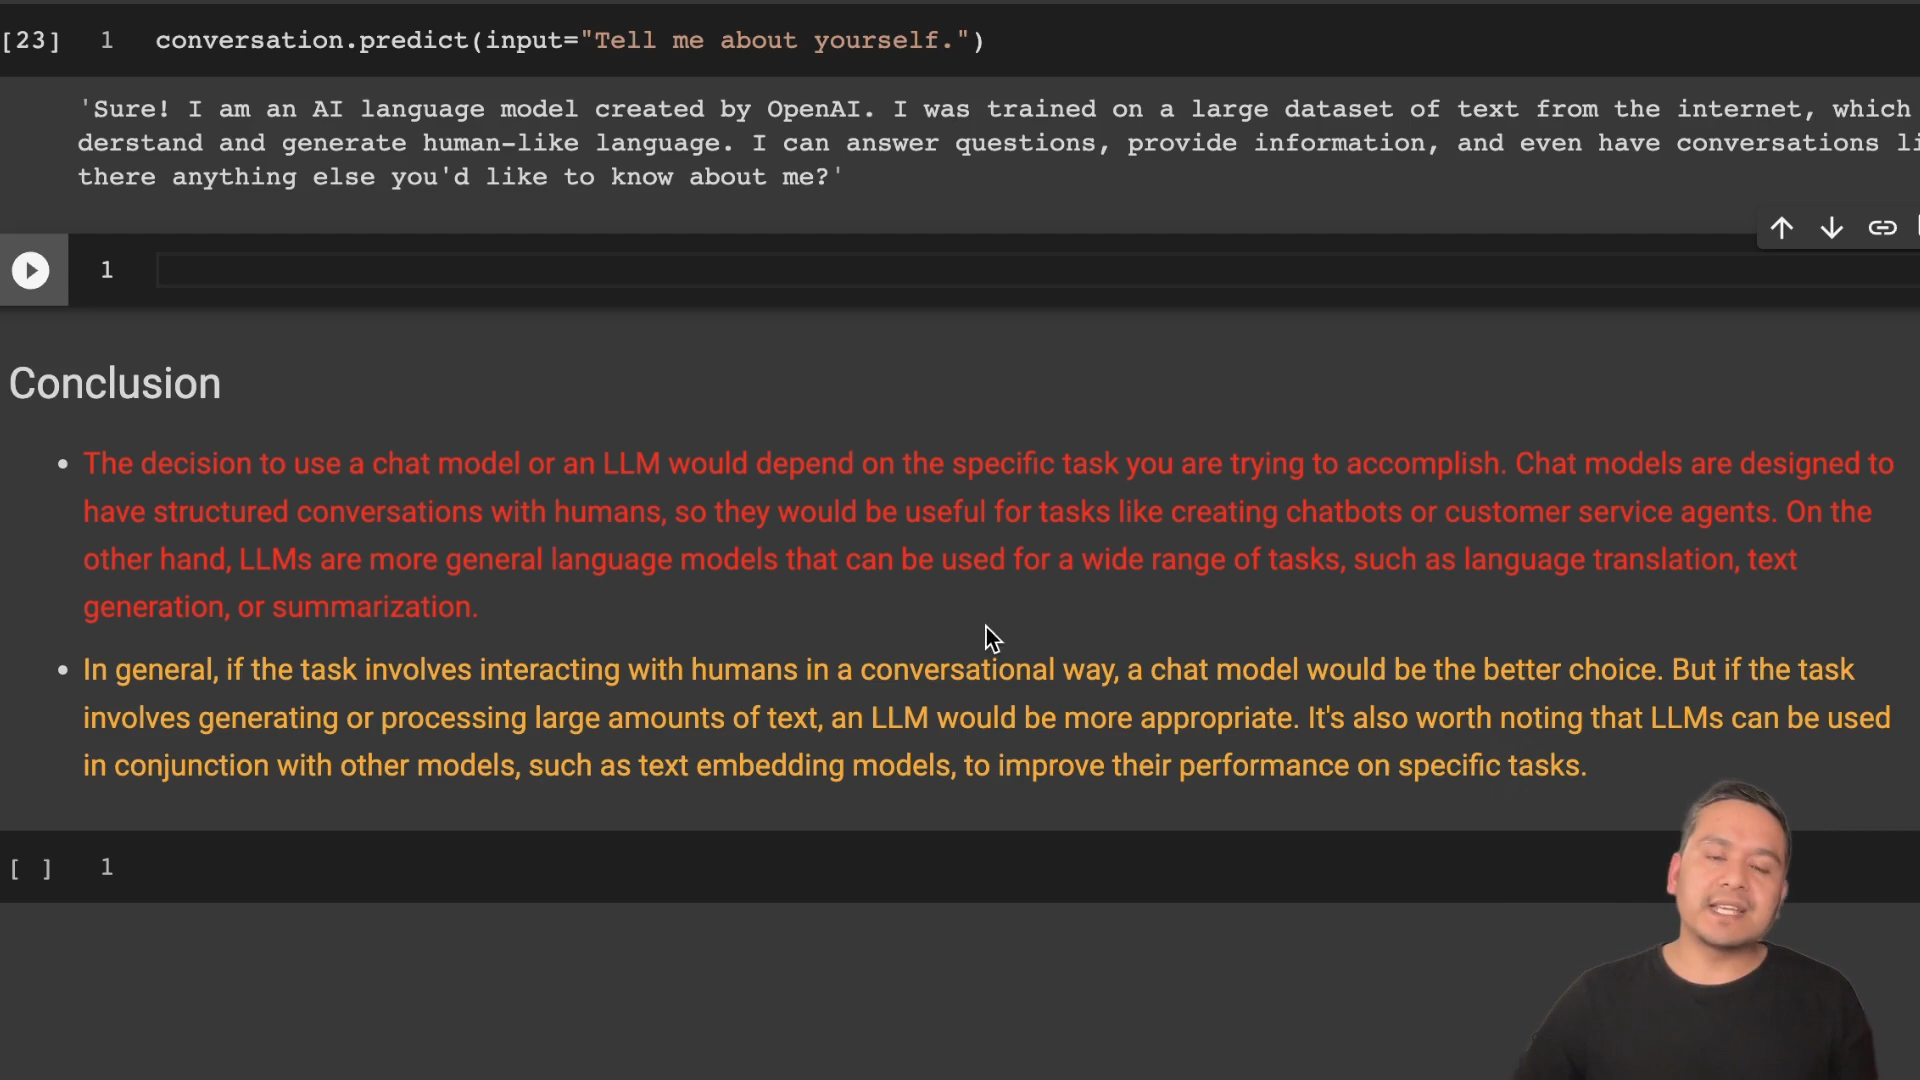 [23] 1 conversation.predict(input="Tell me about yourself.")
'Sure! I am an AI language model created by OpenAI. I was trained on a large dataset of text from the internet, which
derstand and generate human-like language. I can answer questions, provide information, and even have conversations li
there anything else you'd like to know about me?'
1
Conclusion
• The decision to use a chat model or an LLM would depend on the specific task you are trying to accomplish. Chat models are designed to
have structured conversations with humans, so they would be useful for tasks like creating chatbots or customer service agents. On the
other hand, LLMs are more general language models that can be used for a wide range of tasks, such as language translation, text
generation, or summarization.
• In general, if the task involves interacting with humans in a conversational way, a chat model would be the better choice. But if the task
involves generating or processing large amounts of text, an LLM would be more appropriate. It's also worth noting that LLMs can be used
in conjunction with other models, such as text embedding models, to improve their performance on specific tasks.
[ ] 1